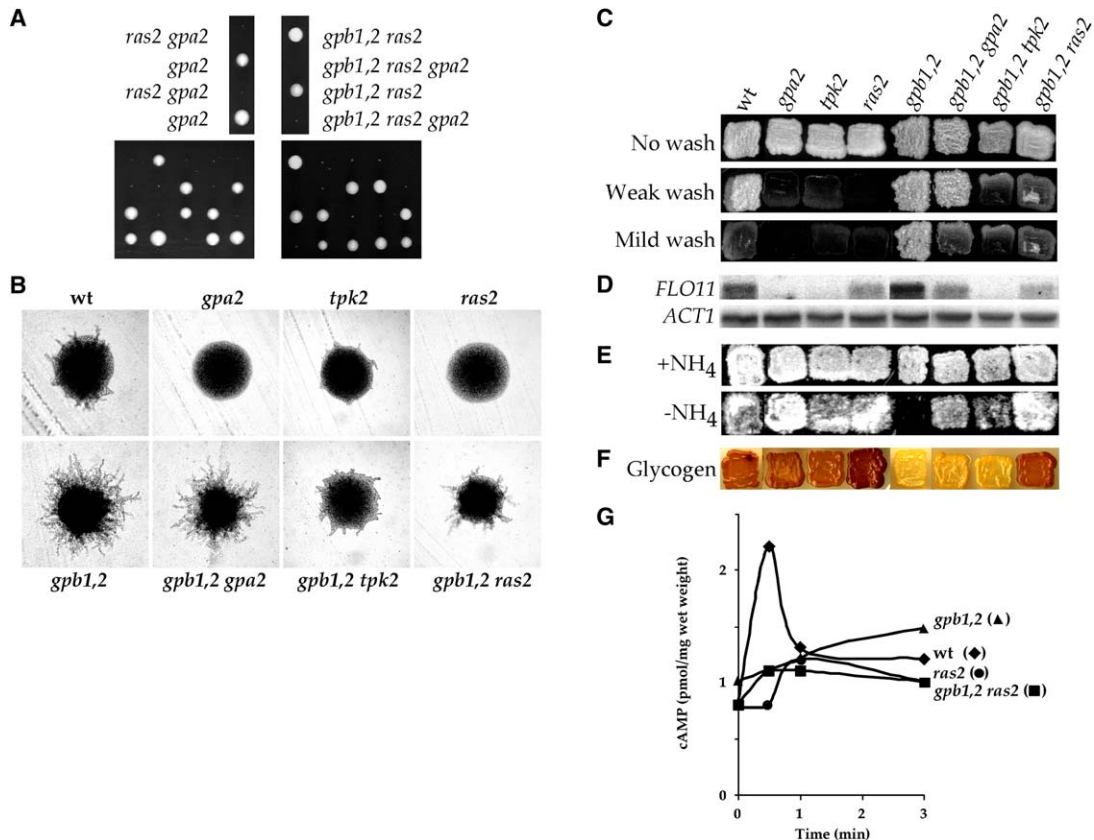 A
ras2 gpa2
gpa2
ras2 gpa2
gpa2
gpb1,2 ras2
gpb1,2 ras2 gpa2
gpb1,2 ras2
gpb1,2 ras2 gpa2
B
wt gpa2 tpk2 ras2
gpb1,2 gpb1,2 gpa2 gpb1,2 tpk2 gpb1,2 ras2
C
wt gpa2 tpk2 ras2 gpb1,2 gpb1,2 gpa2 gpb1,2 tpk2 gpb1,2 ras2
No wash
Weak wash
Mild wash
D
FLO11
ACT1
E
+NH4
-NH4
F
Glycogen
G
cAMP (pmol/mg wet weight)
2
1
0
gpb1,2 (▲)
wt (◆)
ras2 (●)
gpb1,2 ras2 (■)
0 1 2 3
Time (min)